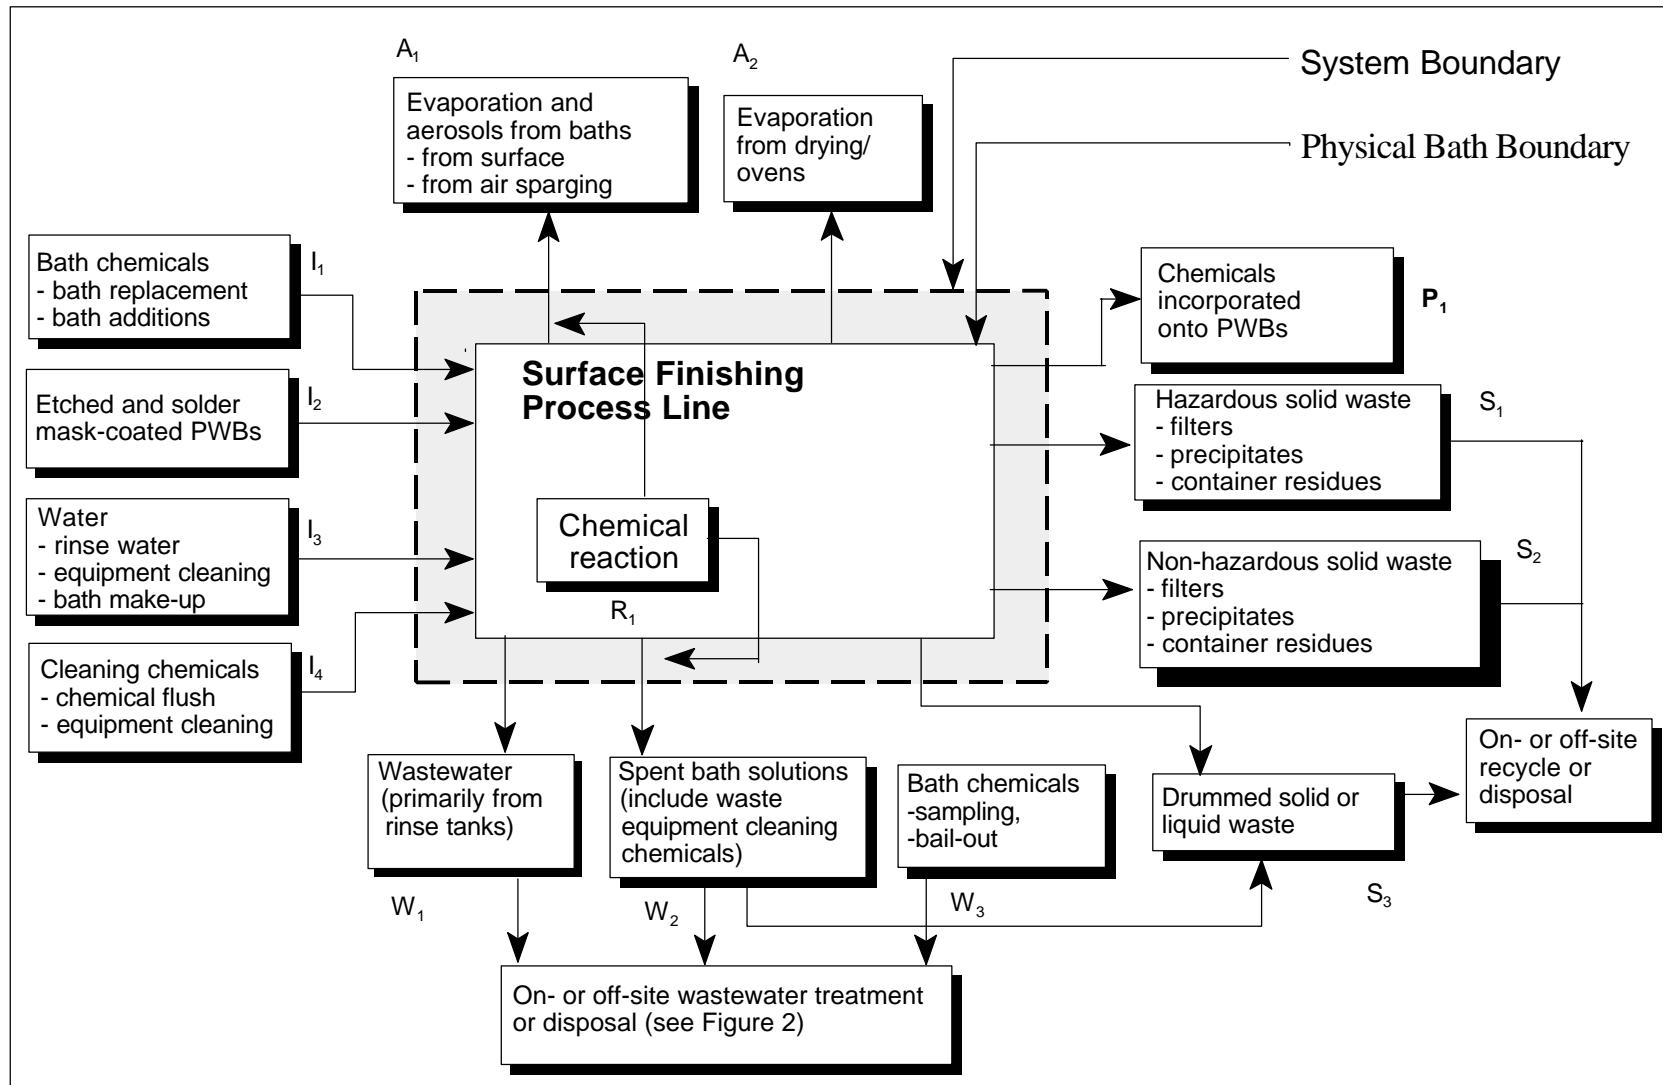 A1
A2
System Boundary
Evaporation and
aerosols from baths
- from surface
- from air sparging
Evaporation
from drying/
ovens
Physical Bath Boundary
Bath chemicals
- bath replacement
- bath additions
I1
Chemicals
incorporated
onto PWBs
P1
Surface Finishing
Process Line
Etched and solder
mask-coated PWBs
I2
Hazardous solid waste
- filters
- precipitates
- container residues
S1
Water
- rinse water
- equipment cleaning
- bath make-up
I3
Chemical
reaction
R1
Non-hazardous solid waste
- filters
- precipitates
- container residues
S2
Cleaning chemicals
- chemical flush
- equipment cleaning
I4
Wastewater
(primarily from
rinse tanks)
Spent bath solutions
(include waste
equipment cleaning
chemicals)
Bath chemicals
-sampling,
-bail-out
Drummed solid or
liquid waste
On- or off-site
recycle or
disposal
W1
W2
W3
S3
On- or off-site wastewater treatment
or disposal (see Figure 2)